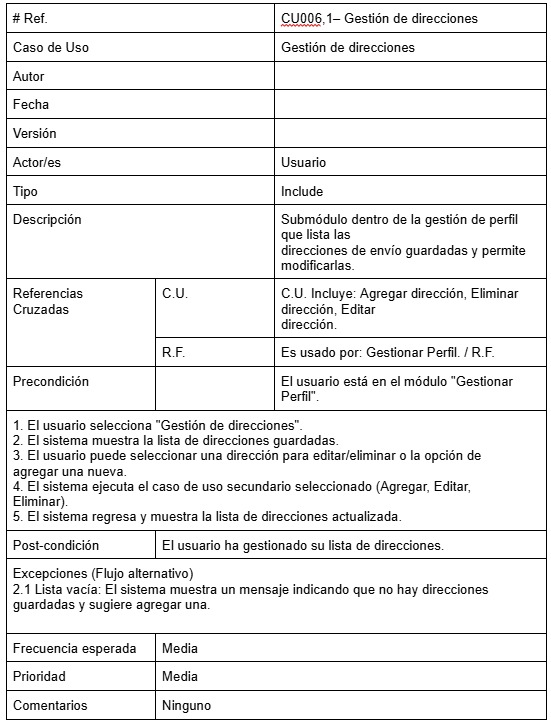 # Ref.
CU006,1– Gestión de direcciones
Caso de Uso
Gestión de direcciones
Autor
Fecha
Versión
Actor/es
Usuario
Tipo
Include
Descripción
Submódulo dentro de la gestión de perfil
que lista las
direcciones de envío guardadas y permite
modificarlas.
Referencias
Cruzadas
C.U.
C.U. Incluye: Agregar dirección, Eliminar
dirección, Editar
dirección.
R.F.
Es usado por: Gestionar Perfil. / R.F.
Precondición
El usuario está en el módulo "Gestionar
Perfil".
1. El usuario selecciona "Gestión de direcciones".
2. El sistema muestra la lista de direcciones guardadas.
3. El usuario puede seleccionar una dirección para editar/eliminar o la opción de
agregar una nueva.
4. El sistema ejecuta el caso de uso secundario seleccionado (Agregar, Editar,
Eliminar).
5. El sistema regresa y muestra la lista de direcciones actualizada.
Post-condición
El usuario ha gestionado su lista de direcciones.
Excepciones (Flujo alternativo)
2.1 Lista vacía: El sistema muestra un mensaje indicando que no hay direcciones
guardadas y sugiere agregar una.
Frecuencia esperada
Media
Prioridad
Media
Comentarios
Ninguno